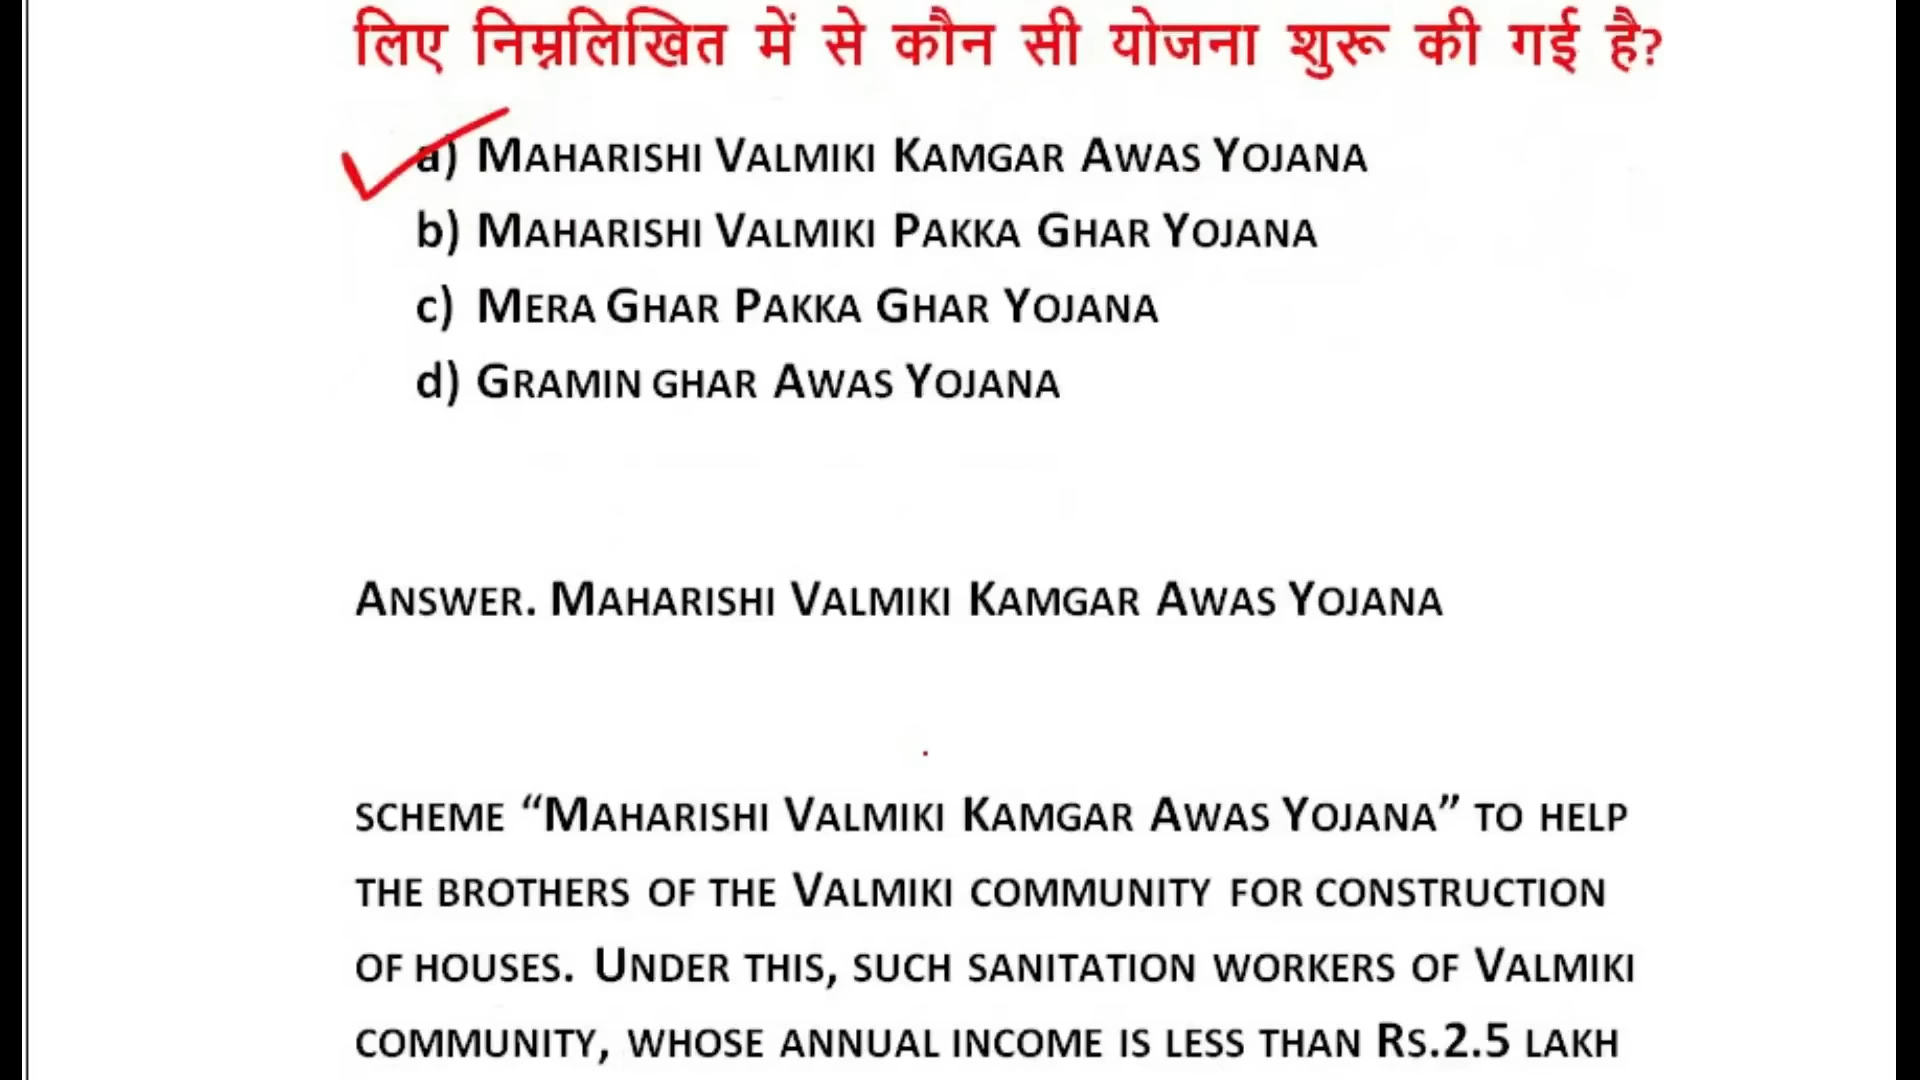 लिए निम्नलिखित में से कौन सी योजना शुरू की गई है?
a) MAHARISHI VALMIKI KAMGAR AWAS YOJANA
b) MAHARISHI VALMIKI PAKKA GHAR YOJANA
c) MERA GHAR PAKKA GHAR YOJANA
d) GRAMIN GHAR AWAS YOJANA
ANSWER. MAHARISHI VALMIKI KAMGAR AWAS YOJANA
SCHEME “MAHARISHI VALMIKI KAMGAR AWAS YOJANA” TO HELP
THE BROTHERS OF THE VALMIKI COMMUNITY FOR CONSTRUCTION
OF HOUSES. UNDER THIS, SUCH SANITATION WORKERS OF VALMIKI
COMMUNITY, WHOSE ANNUAL INCOME IS LESS THAN RS.2.5 LAKH